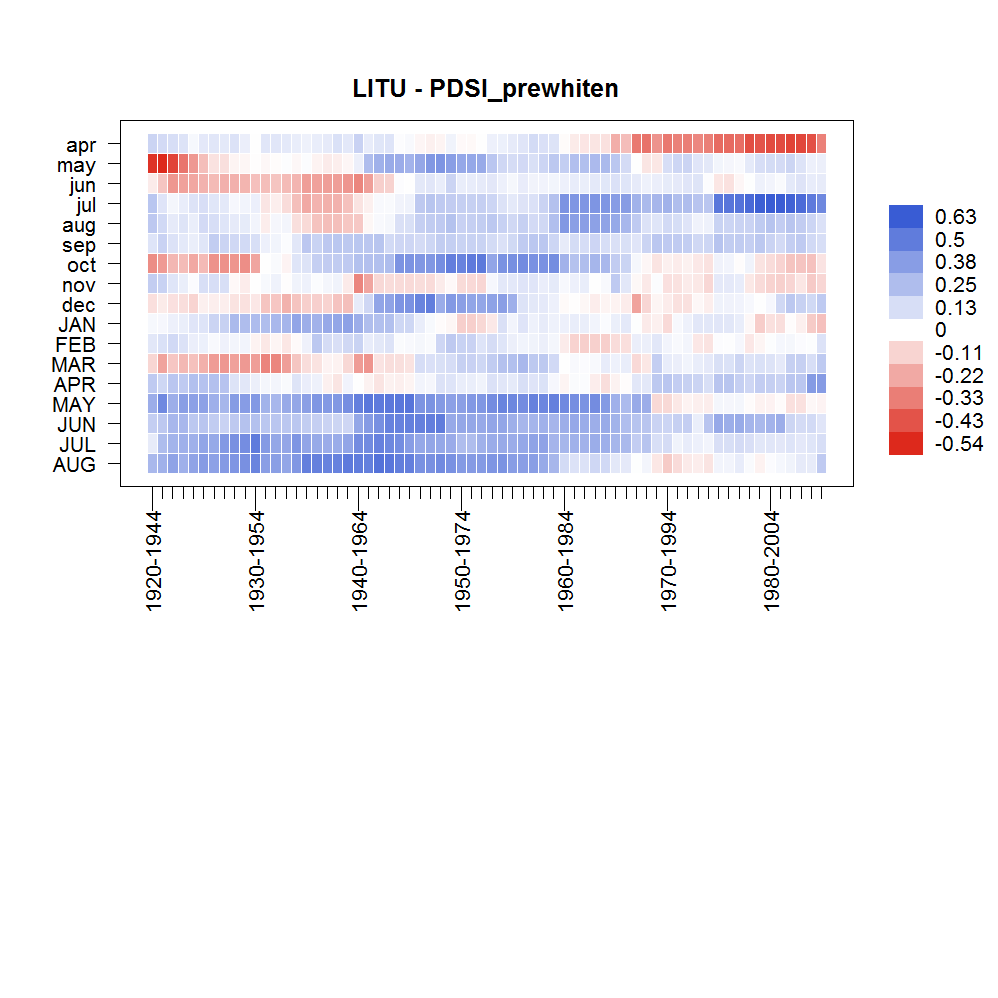 LITU - PDSI_prewhiten
apr
may
jun
jul
aug
sep
oct
nov
dec
JAN
FEB
MAR
APR
MAY
JUN
JUL
AUG
1920-1944
1930-1954
1940-1964
1950-1974
1960-1984
1970-1994
1980-2004
0.63
0.5
0.38
0.25
0.13
0
-0.11
-0.22
-0.33
-0.43
-0.54